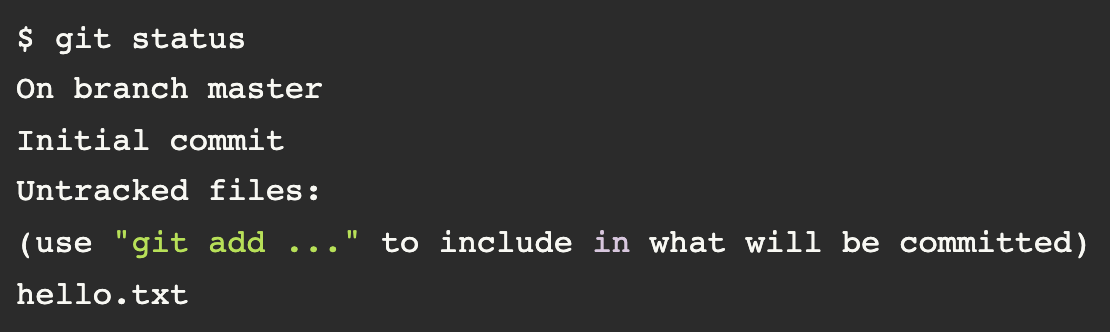 $ git status
On branch master
Initial commit
Untracked files:
(use "git add ..." to include in what will be committed)
hello.txt